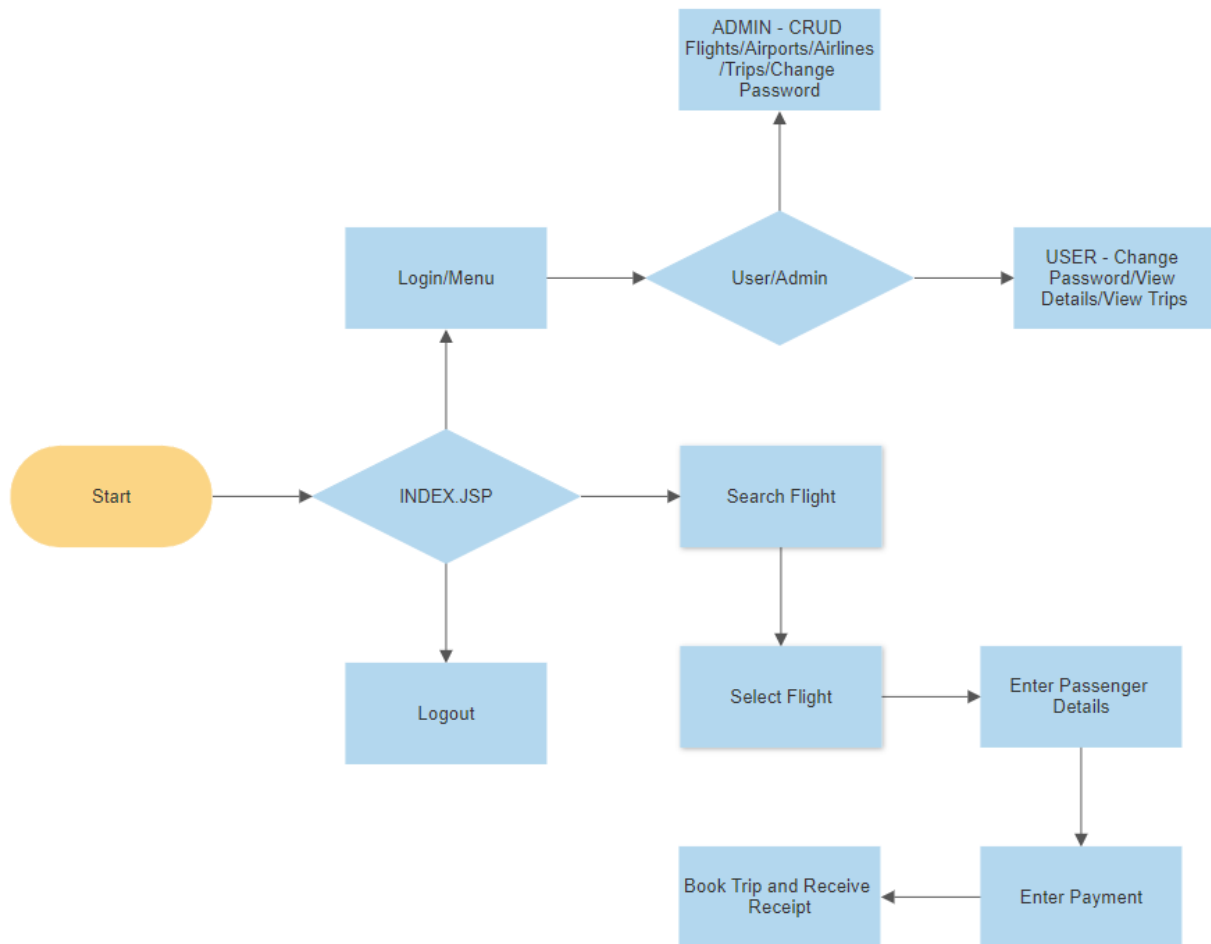 ADMIN - CRUD
Flights/Airports/Airlines
/Trips/Change
Password
Login/Menu
User/Admin
USER - Change
Password/View
Details/View Trips
Start
INDEX.JSP
Search Flight
Logout
Select Flight
Enter Passenger
Details
Book Trip and Receive
Receipt
Enter Payment